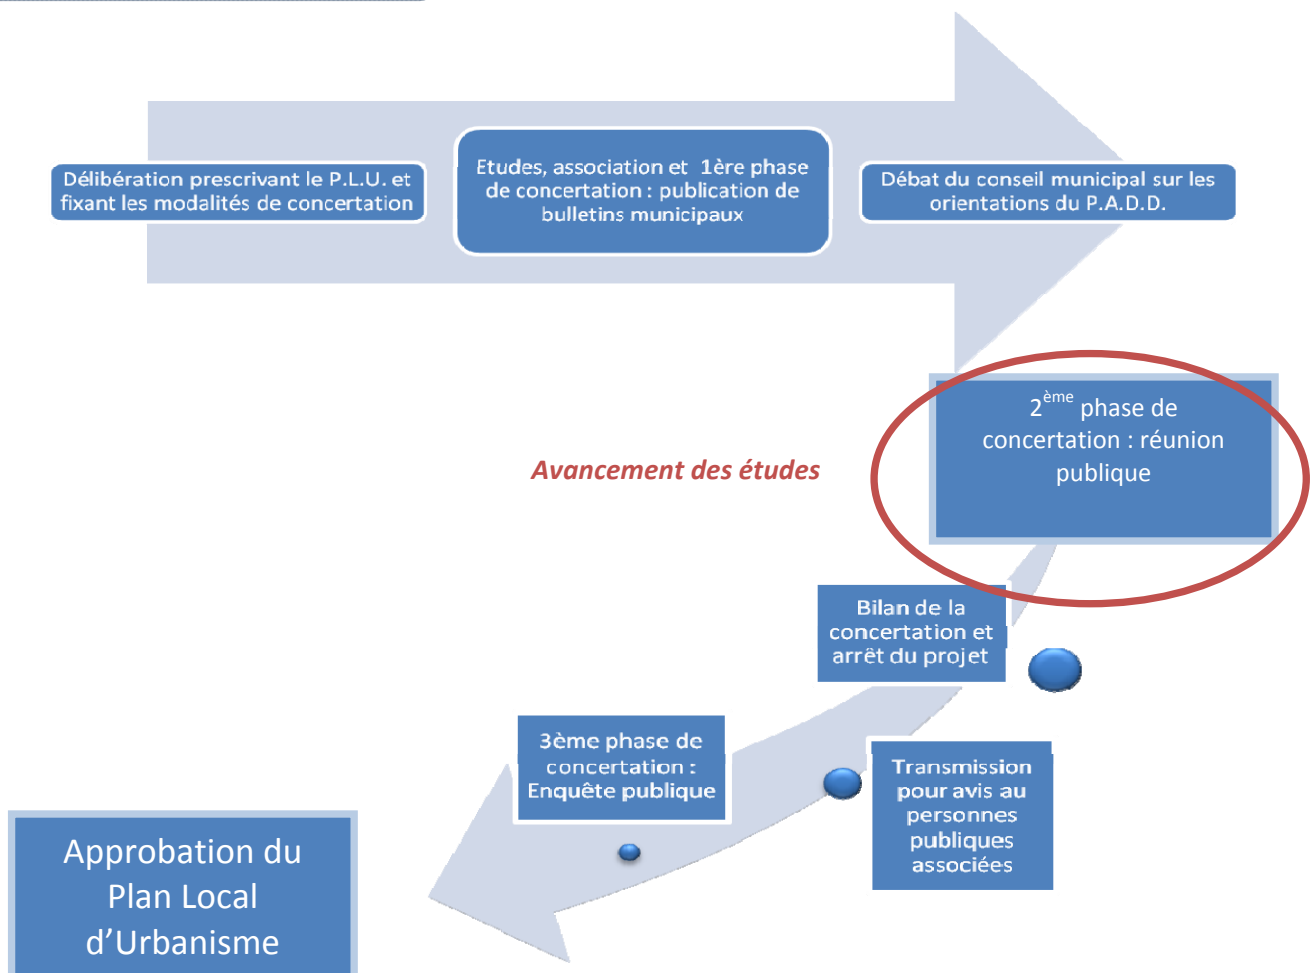 Délibération prescrivant le P.L.U. et
fixant les modalités de concertation
Etudes, association et 1ère phase
de concertation : publication de
bulletins municipaux
Débat du conseil municipal sur les
orientations du P.A.D.D.
2ème phase de
concertation : réunion
publique
Avancement des études
Bilan de la
concertation et
arrêt du projet
Transmission
pour avis au
personnes
publiques
associées
3ème phase de
concertation :
Enquête publique
Approbation du
Plan Local
d’Urbanisme